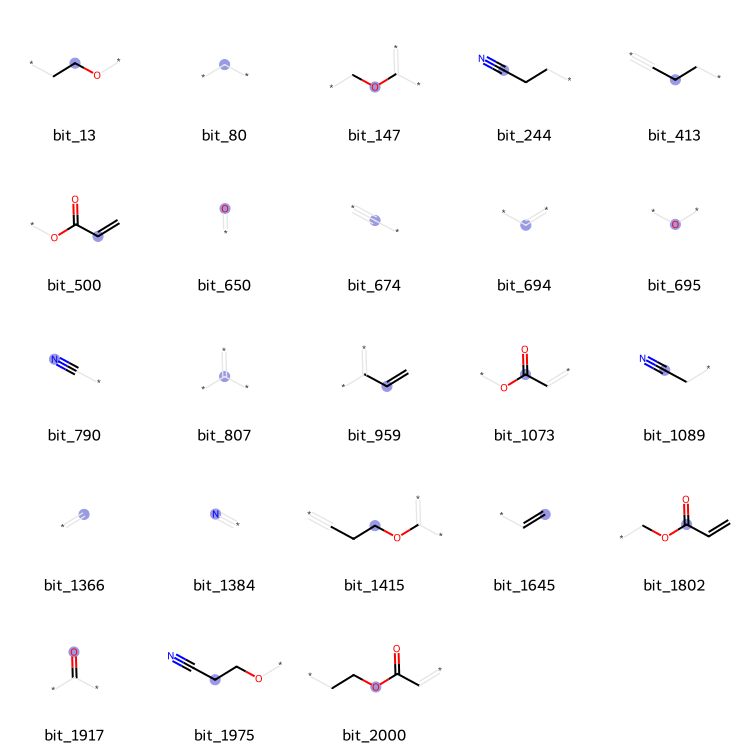 * O *
* *
O * * *
N *
* *
O * O
O *
* *
* *
* O *
N *
* * *
* *
O * O *
N *
bit_13 bit_80 bit_147 bit_244 bit_413
bit_500 bit_650 bit_674 bit_694 bit_695
bit_790 bit_807 bit_959 bit_1073 bit_1089
bit_1366 bit_1384 bit_1415 bit_1645 bit_1802
bit_1917 bit_1975 bit_2000